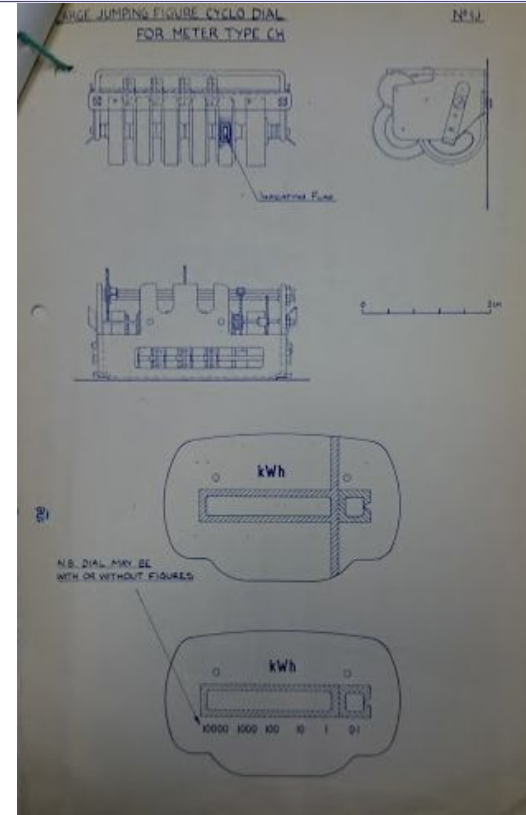 LARGE JUMPING FIGURE CYCLO DIAL
FOR METER TYPE CH
INDICATING FLAG
0
kWh
N.B. DIAL MAY BE
WITH OR WITHOUT FIGURES
kWh
10000 1000 100 10 1 0·1